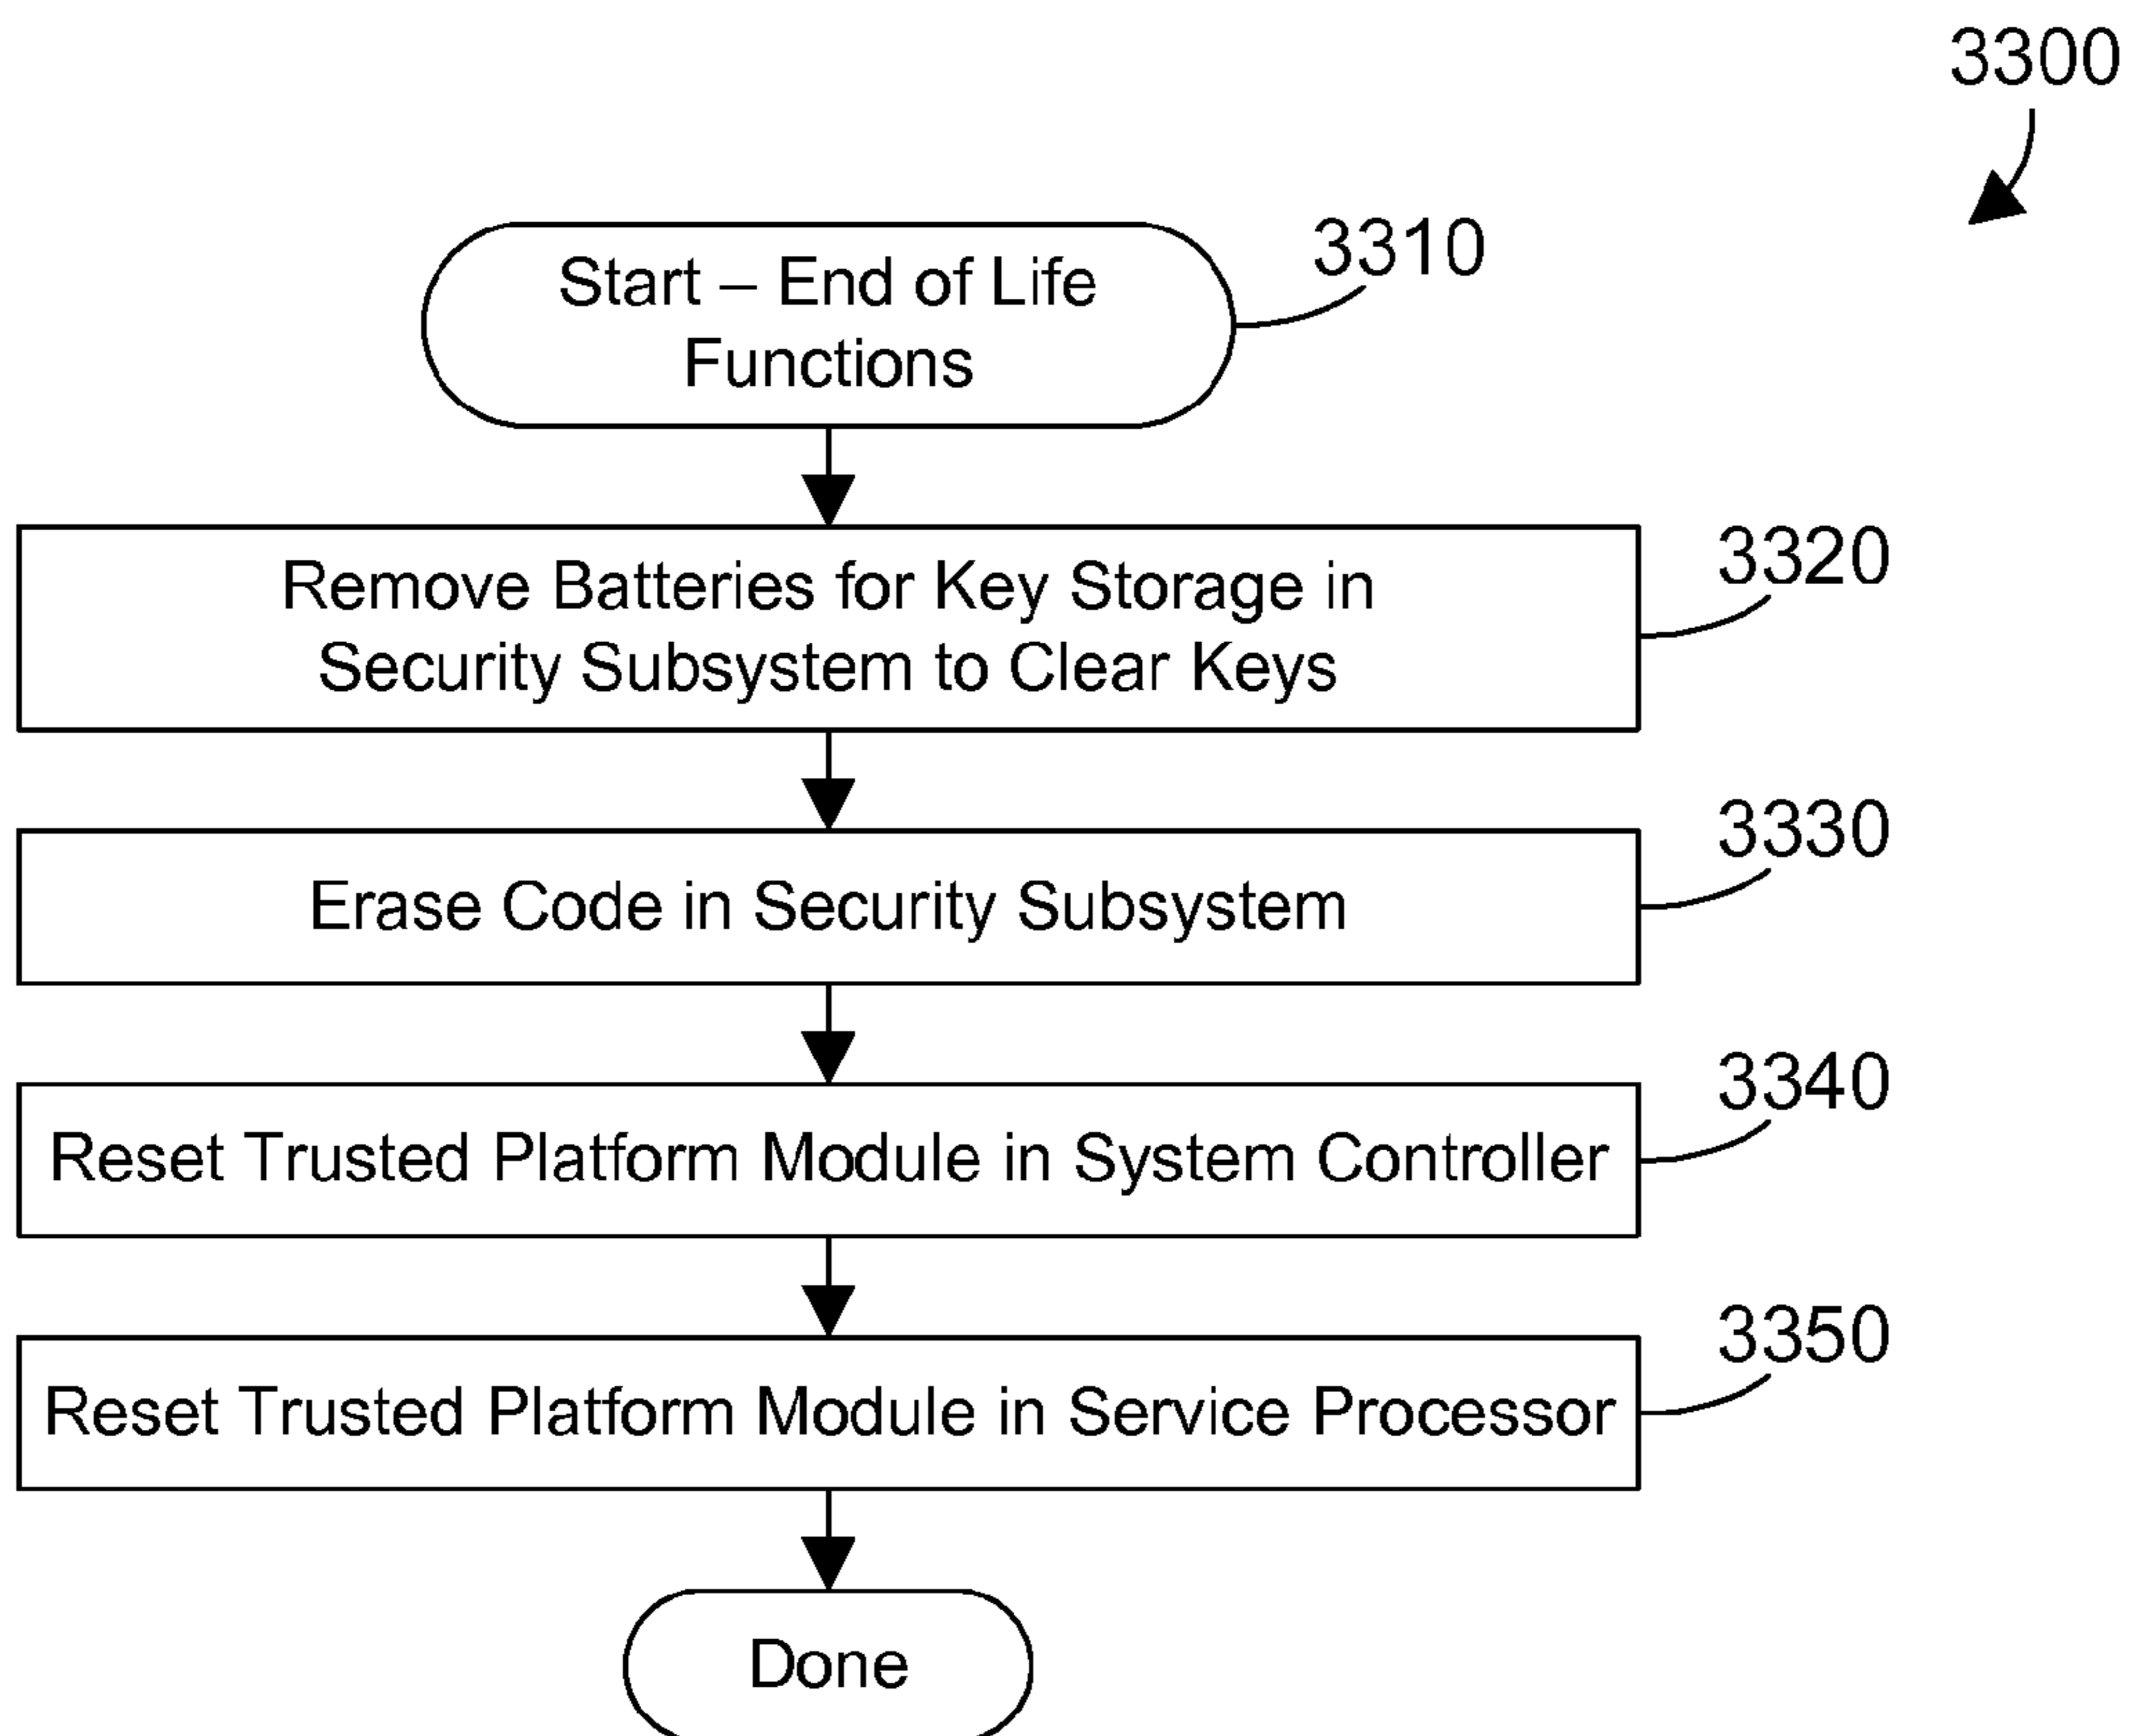 3300
Start – End of Life
Functions
3310
Remove Batteries for Key Storage in
Security Subsystem to Clear Keys
3320
Erase Code in Security Subsystem
3330
Reset Trusted Platform Module in System Controller
3340
Reset Trusted Platform Module in Service Processor
3350
Done